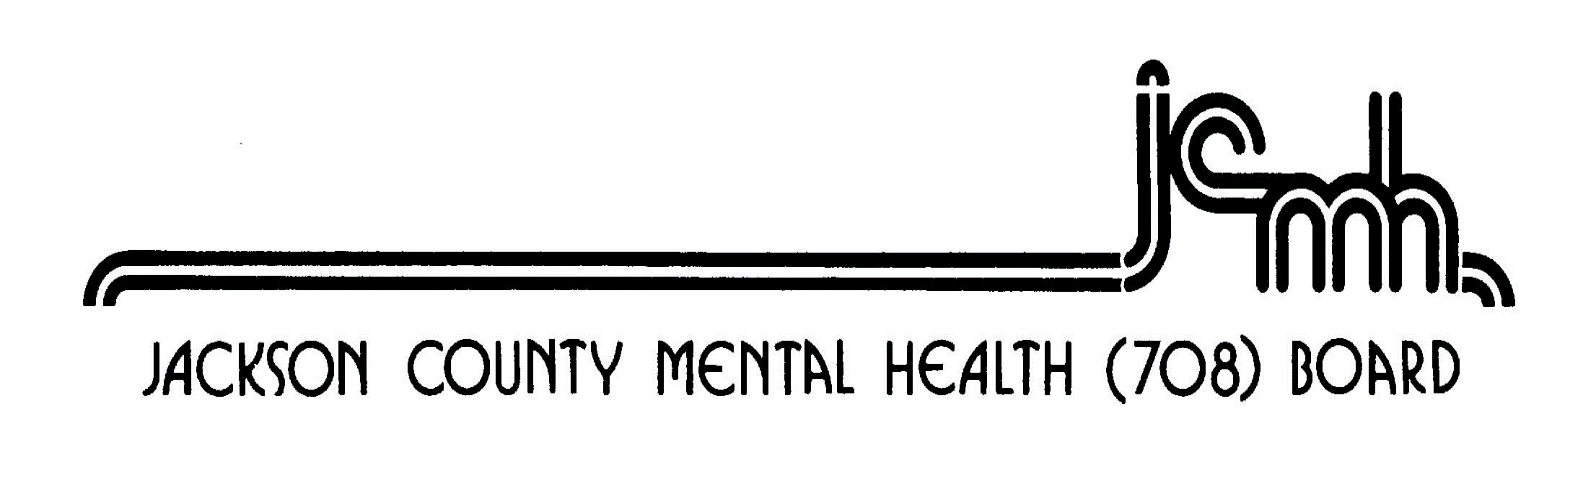 jcmh
JACKSON COUNTY MENTAL HEALTH (708) BOARD